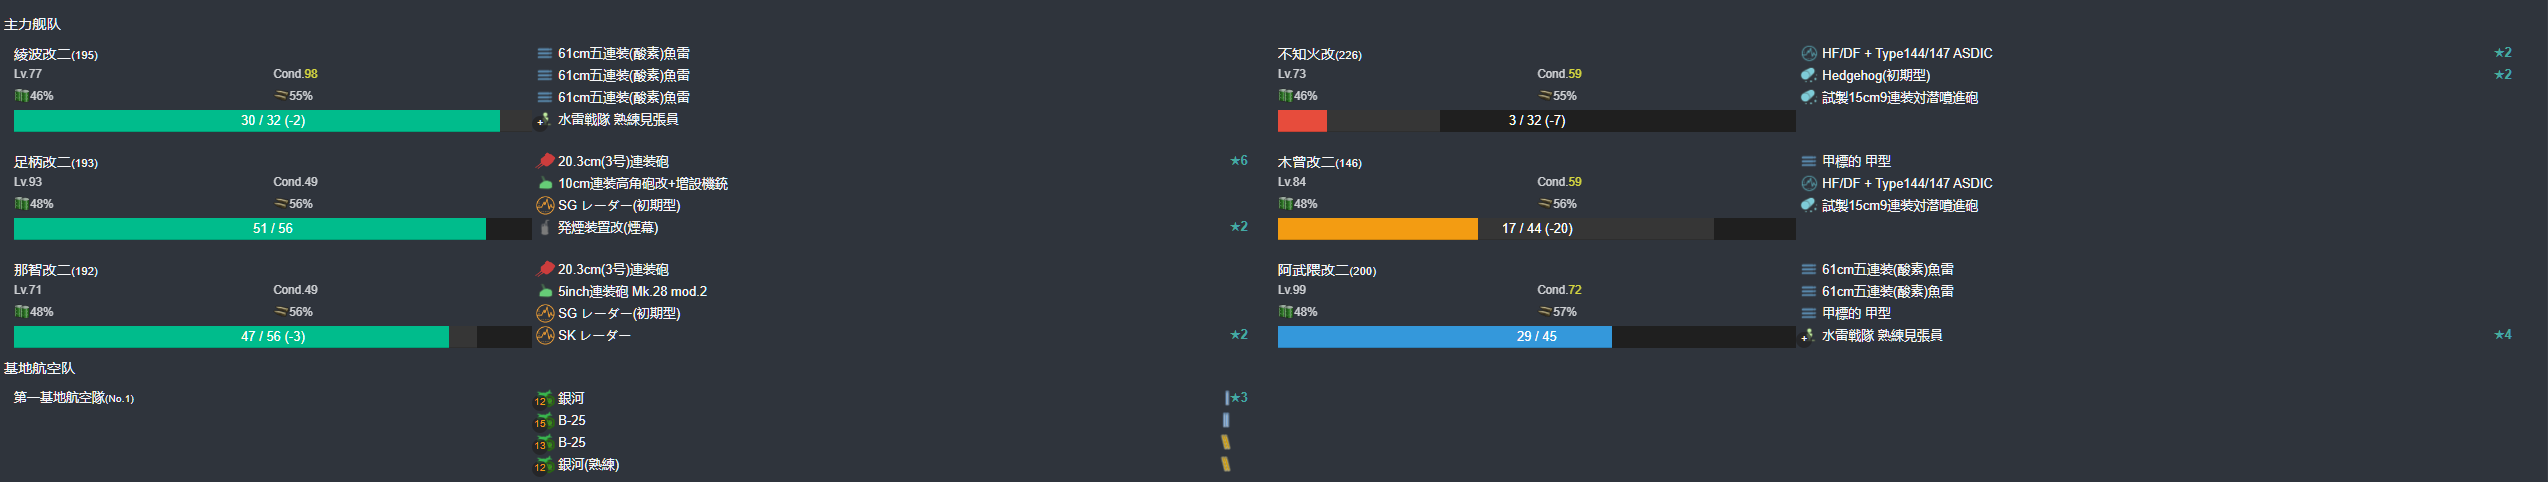 主力舰队
綾波改二(195)
Lv.77 Cond.98
46% 55%
30 / 32 (-2)
61cm五連装(酸素)魚雷
61cm五連装(酸素)魚雷
61cm五連装(酸素)魚雷
水雷戦隊 熟練見張員
不知火改(226)
Lv.73 Cond.59
46% 55%
3 / 32 (-7)
HF/DF + Type144/147 ASDIC ★2
Hedgehog(初期型) ★2
試製15cm9連装対潜噴進砲
足柄改二(193)
Lv.93 Cond.49
48% 56%
51 / 56
20.3cm(3号)連装砲 ★6
10cm連装高角砲改+増設機銃
SG レーダー(初期型)
発煙装置改(煙幕) ★2
木曾改二(146)
Lv.84 Cond.59
48% 56%
17 / 44 (-20)
甲標的 甲型
HF/DF + Type144/147 ASDIC
試製15cm9連装対潜噴進砲
那智改二(192)
Lv.71 Cond.49
48% 56%
47 / 56 (-3)
20.3cm(3号)連装砲
5inch連装砲 Mk.28 mod.2
SG レーダー(初期型)
SK レーダー ★2
阿武隈改二(200)
Lv.99 Cond.72
48% 57%
29 / 45
61cm五連装(酸素)魚雷
61cm五連装(酸素)魚雷
甲標的 甲型
水雷戦隊 熟練見張員 ★4
基地航空队
第一基地航空隊(No.1)
12 銀河 ★3
15 B-25
13 B-25
12 銀河(熟練)